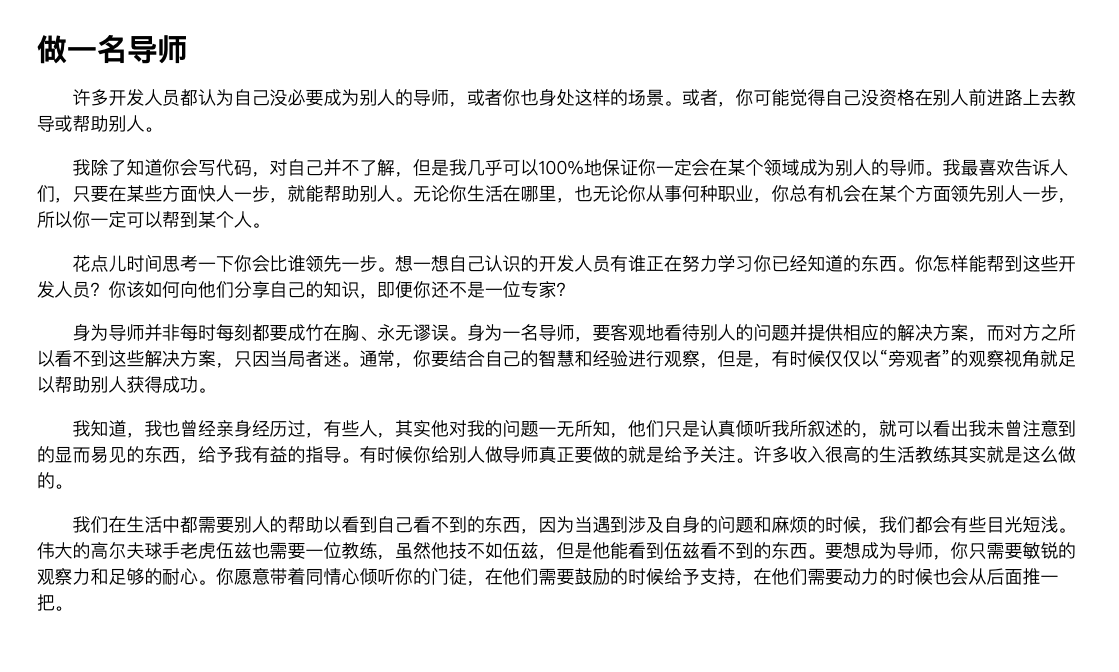 做一名导师
许多开发人员都认为自己没必要成为别人的导师，或者你也身处这样的场景。或者，你可能觉得自己没资格在别人前进路上去教
导或帮助别人。
我除了知道你会写代码，对自己并不了解，但是我几乎可以100%地保证你一定会在某个领域成为别人的导师。我最喜欢告诉人
们，只要在某些方面快人一步，就能帮助别人。无论你生活在哪里，也无论你从事何种职业，你总有机会在某个方面领先别人一步，
所以你一定可以帮到某个人。
花点儿时间思考一下你会比谁领先一步。想一想自己认识的开发人员有谁正在努力学习你已经知道的东西。你怎样能帮到这些开
发人员？你该如何向他们分享自己的知识，即便你还不是一位专家？
身为导师并非每时每刻都要成竹在胸、永无谬误。身为一名导师，要客观地看待别人的问题并提供相应的解决方案，而对方之所
以看不到这些解决方案，只因当局者迷。通常，你要结合自己的智慧和经验进行观察，但是，有时候仅仅以“旁观者”的观察视角就足
以帮助别人获得成功。
我知道，我也曾经亲身经历过，有些人，其实他对我的问题一无所知，他们只是认真倾听我所叙述的，就可以看出我未曾注意到
的显而易见的东西，给予我有益的指导。有时候你给别人做导师真正要做的就是给予关注。许多收入很高的生活教练其实就是这么做
的。
我们在生活中都需要别人的帮助以看到自己看不到的东西，因为当遇到涉及自身的问题和麻烦的时候，我们都会有些目光短浅。
伟大的高尔夫球手老虎伍兹也需要一位教练，虽然他技不如伍兹，但是他能看到伍兹看不到的东西。要想成为导师，你只需要敏锐的
观察力和足够的耐心。你愿意带着同情心倾听你的门徒，在他们需要鼓励的时候给予支持，在他们需要动力的时候也会从后面推一
把。